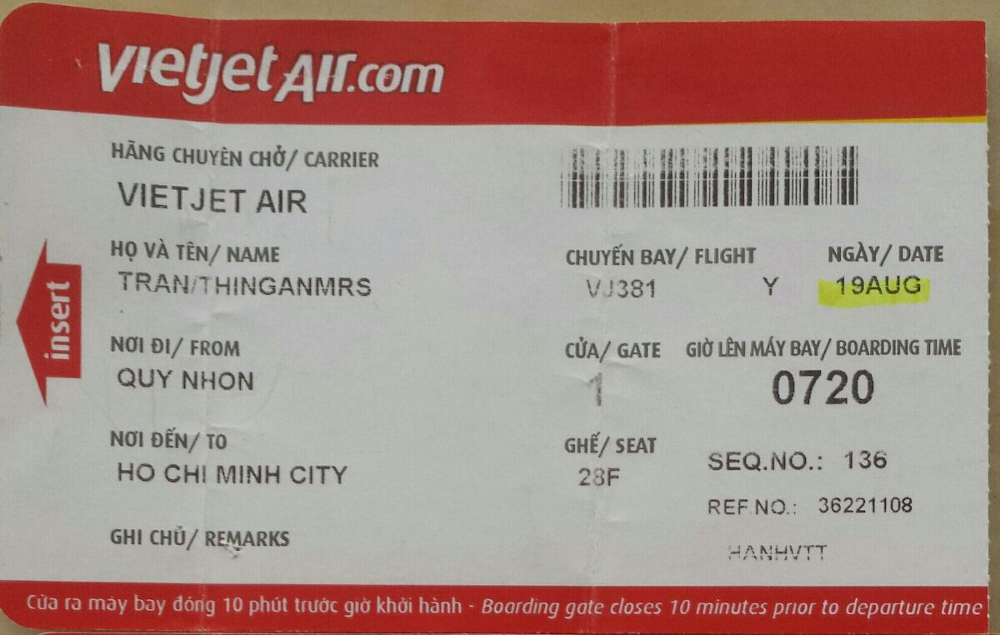 vietjetAir.com
HÃNG CHUYÊN CHỞ/ CARRIER
VIETJET AIR
HỌ VÀ TÊN/ NAME
TRAN/THINGANMRS
CHUYẾN BAY/ FLIGHT NGÀY/ DATE
VJ381 Y 19AUG
insert
NƠI ĐI/ FROM
QUY NHON
CỬA/ GATE GIỜ LÊN MÁY BAY/ BOARDING TIME
1 0720
NƠI ĐẾN/ TO
HO CHI MINH CITY
GHẾ/ SEAT
28F
SEQ.NO.: 136
REF.NO.: 36221108
GHI CHỦ/ REMARKS
HANHVTT
Cửa ra máy bay đóng 10 phút trước giờ khởi hành - Boarding gate closes 10 minutes prior to departure time